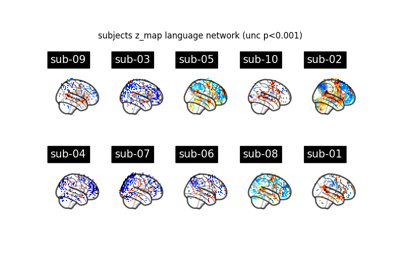 subjects z_map language network (unc p<0.001)
sub-09 sub-03 sub-05 sub-10 sub-02
sub-04 sub-07 sub-06 sub-08 sub-01